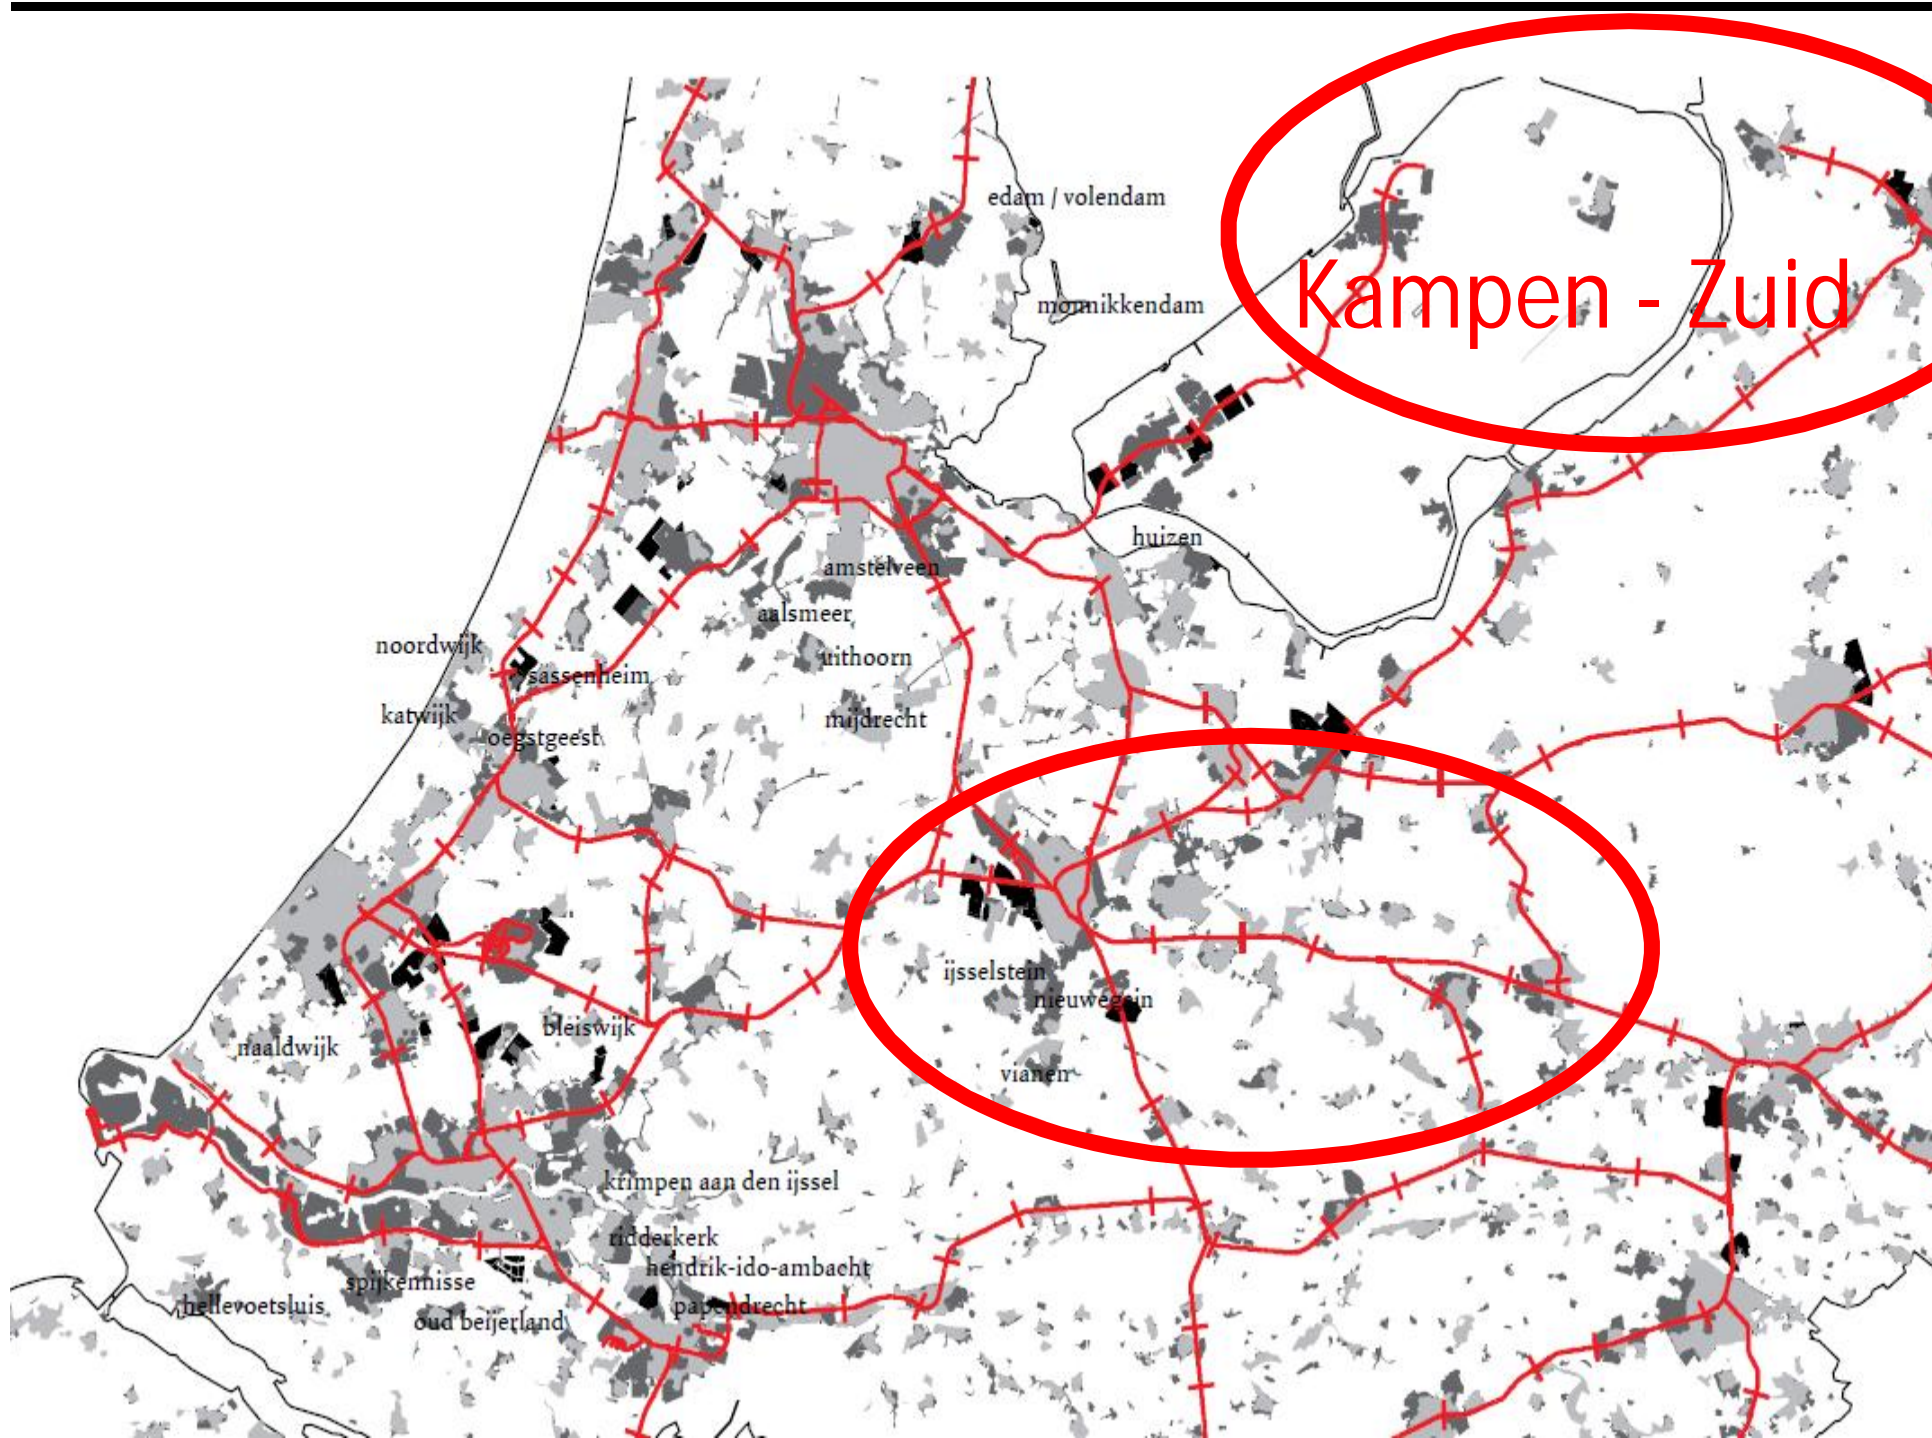 edam / volendam
Kampen - Zuid
monnikkendam
huizen
amstelveen
aalsmeer
noordwijk
uithoorn
sassenheim
katwijk
mijdrecht
oegstgeest
ijsselstein
nieuwegein
bleiswijk
naaldwijk
vianen
krimpen aan den ijssel
ridderkerk
hendrik-ido-ambacht
spijkennisse
hellevoetsluis
papendrecht
oud beijerland